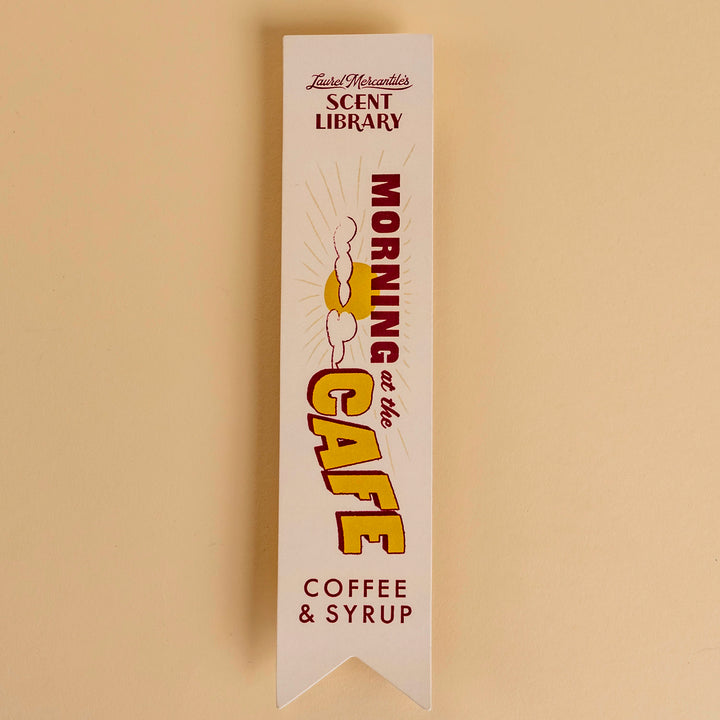 Laurel Mercantile's
SCENT
LIBRARY
MORNING
at the
CAFE
COFFEE
& SYRUP